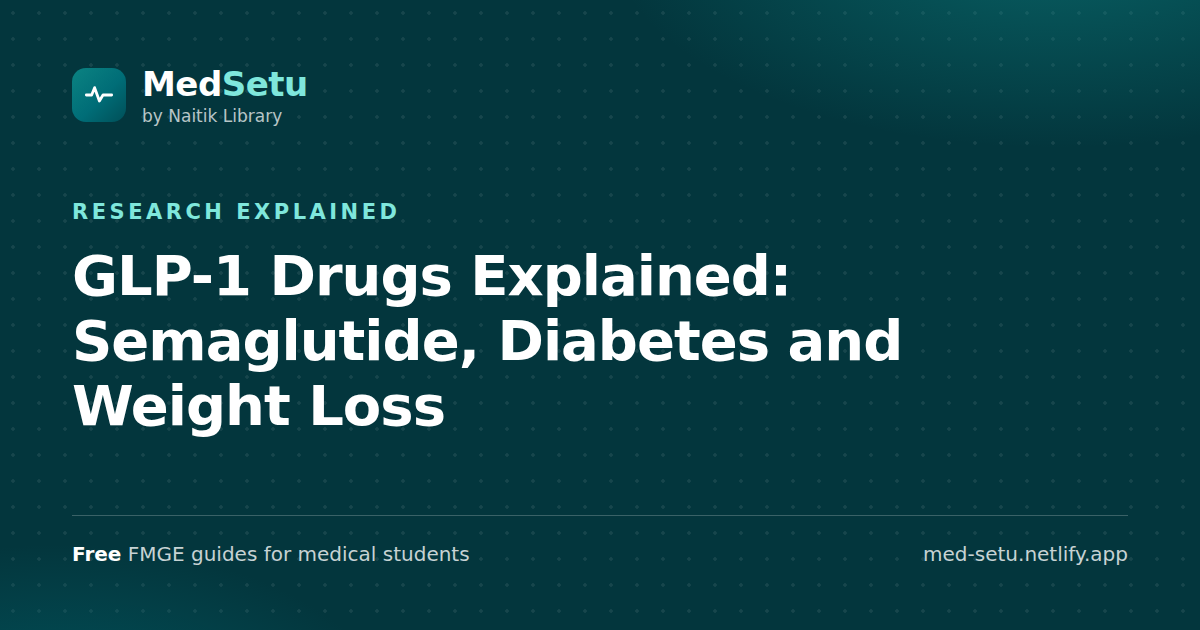 MedSetu
by Naitik Library
RESEARCH EXPLAINED
GLP-1 Drugs Explained:
Semaglutide, Diabetes and
Weight Loss
Free FMGE guides for medical students
med-setu.netlify.app